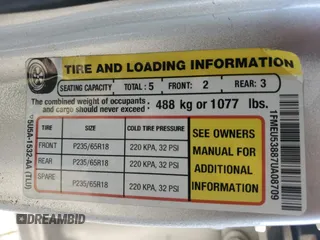 TIRE AND LOADING INFORMATION
SEATING CAPACITY TOTAL : 5 FRONT: 2 REAR: 3
The combined weight of occupants and cargo should never exceed: 488 kg or 1077 lbs.
TIRE SIZE COLD TIRE PRESSURE
FRONT P235/65R18 220 KPA, 32 PSI
REAR P235/65R18 220 KPA, 32 PSI
SPARE P235/65R18 220 KPA, 32 PSI
SEE OWNERS
MANUAL FOR
ADDITIONAL
INFORMATION
1FMEU53887UA08709
DREAMBID